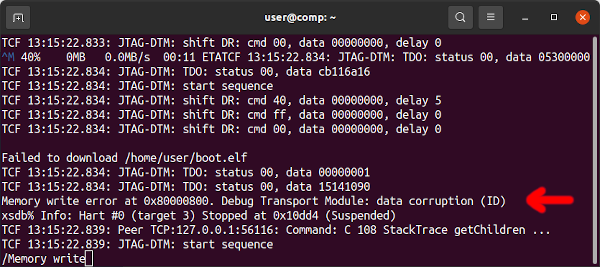 user@comp: ~
TCF 13:15:22.833: JTAG-DTM: shift DR: cmd 00, data 00000000, delay 0
^M 40%    0MB   0.0MB/s  00:11 ETATCF 13:15:22.834: JTAG-DTM: TDO: status 00, data 05300000
TCF 13:15:22.834: JTAG-DTM: TDO: status 00, data cb116a16
TCF 13:15:22.834: JTAG-DTM: start sequence
TCF 13:15:22.834: JTAG-DTM: shift DR: cmd 40, data 00000000, delay 5
TCF 13:15:22.834: JTAG-DTM: shift DR: cmd ff, data 00000000, delay 0
TCF 13:15:22.834: JTAG-DTM: shift DR: cmd 00, data 00000000, delay 0
Failed to download /home/user/boot.elf
TCF 13:15:22.834: JTAG-DTM: TDO: status 00, data 00000001
TCF 13:15:22.834: JTAG-DTM: TDO: status 00, data 15141090
Memory write error at 0x80000800. Debug Transport Module: data corruption (ID)
xsdb% Info: Hart #0 (target 3) Stopped at 0x10dd4 (Suspended)
TCF 13:15:22.839: Peer TCP:127.0.0.1:56116: Command: C 108 StackTrace getChildren ...
TCF 13:15:22.839: JTAG-DTM: start sequence
/Memory write